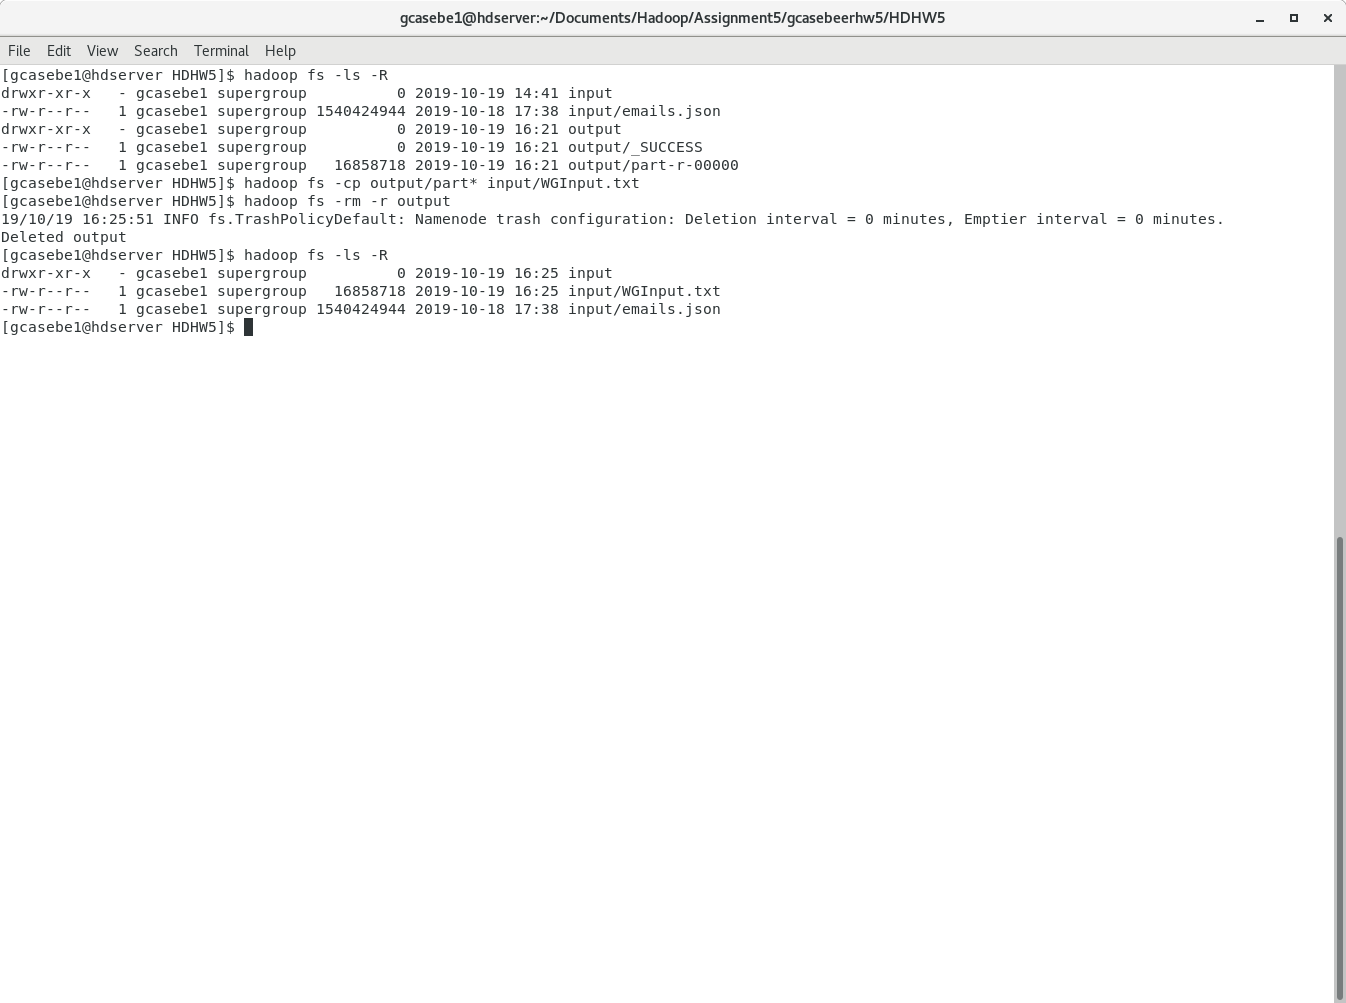 gcasebe1@hdserver:~/Documents/Hadoop/Assignment5/gcasebeerhw5/HDHW5
File Edit View Search Terminal Help
[gcasebe1@hdserver HDHW5]$ hadoop fs -ls -R
drwxr-xr-x   - gcasebe1 supergroup          0 2019-10-19 14:41 input
-rw-r--r--   1 gcasebe1 supergroup 1540424944 2019-10-18 17:38 input/emails.json
drwxr-xr-x   - gcasebe1 supergroup          0 2019-10-19 16:21 output
-rw-r--r--   1 gcasebe1 supergroup          0 2019-10-19 16:21 output/_SUCCESS
-rw-r--r--   1 gcasebe1 supergroup   16858718 2019-10-19 16:21 output/part-r-00000
[gcasebe1@hdserver HDHW5]$ hadoop fs -cp output/part* input/WGInput.txt
[gcasebe1@hdserver HDHW5]$ hadoop fs -rm -r output
19/10/19 16:25:51 INFO fs.TrashPolicyDefault: Namenode trash configuration: Deletion interval = 0 minutes, Emptier interval = 0 minutes.
Deleted output
[gcasebe1@hdserver HDHW5]$ hadoop fs -ls -R
drwxr-xr-x   - gcasebe1 supergroup          0 2019-10-19 16:25 input
-rw-r--r--   1 gcasebe1 supergroup   16858718 2019-10-19 16:25 input/WGInput.txt
-rw-r--r--   1 gcasebe1 supergroup 1540424944 2019-10-18 17:38 input/emails.json
[gcasebe1@hdserver HDHW5]$